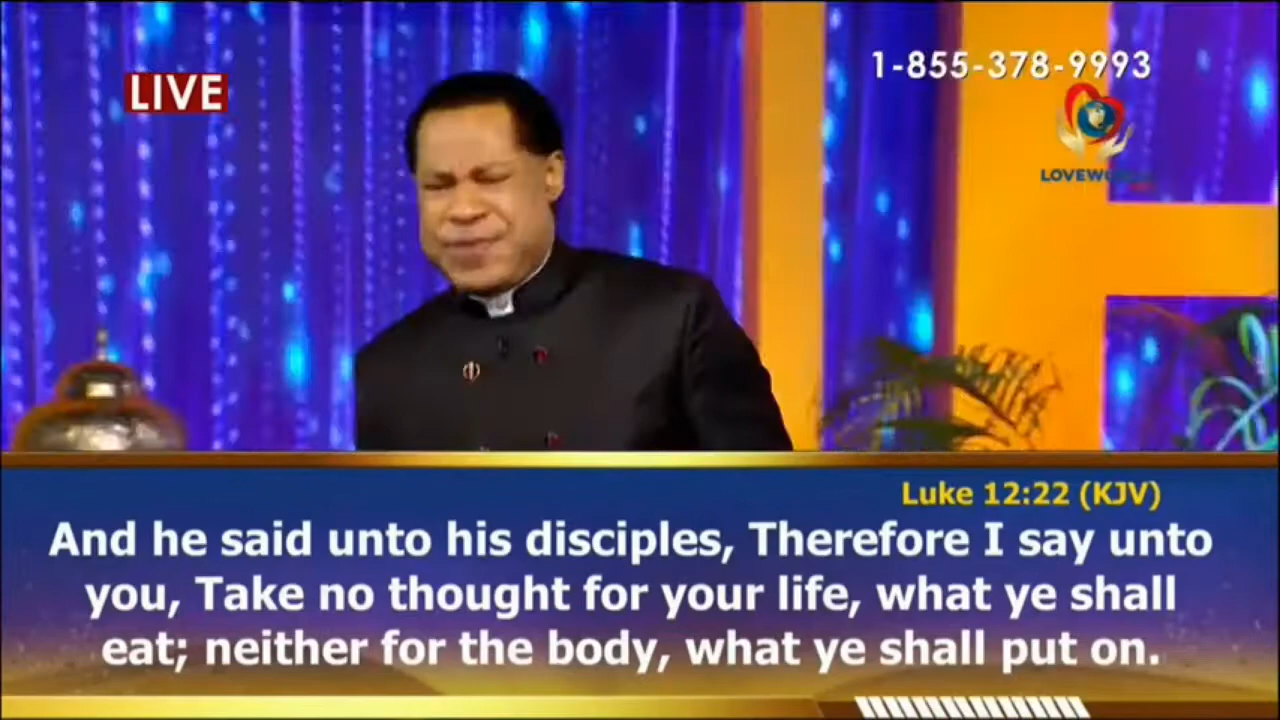 LIVE
1-855-378-9993
Luke 12:22 (KJV)
And he said unto his disciples, Therefore I say unto
you, Take no thought for your life, what ye shall
eat; neither for the body, what ye shall put on.